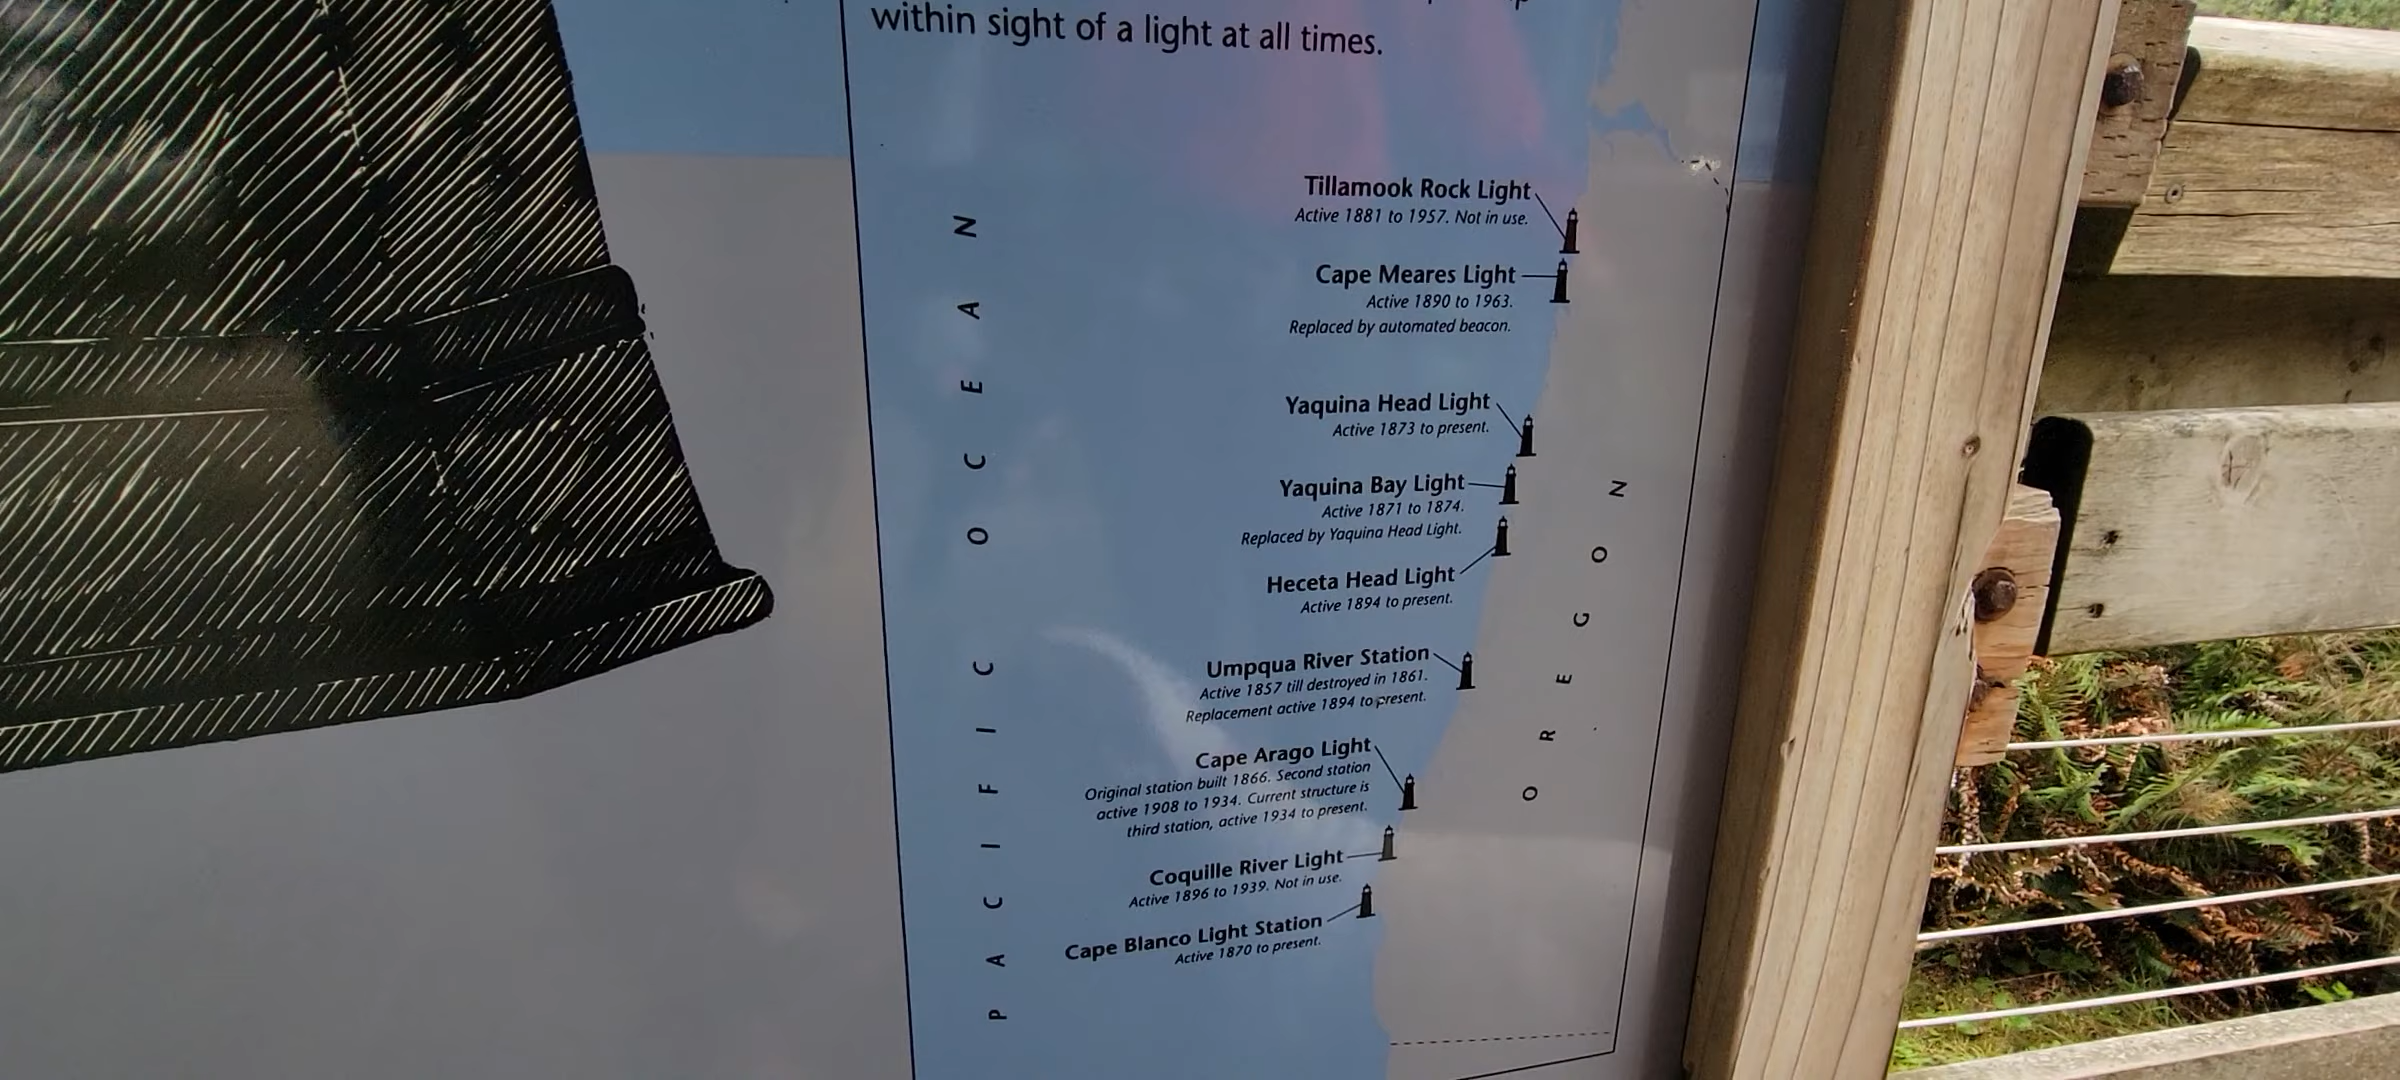 within sight of a light at all times.
Tillamook Rock Light
Active 1881 to 1957. Not in use.
Cape Meares Light
Active 1890 to 1963.
Replaced by automated beacon.
Yaquina Head Light
Active 1873 to present.
Yaquina Bay Light
Active 1871 to 1874.
Replaced by Yaquina Head Light.
Heceta Head Light
Active 1894 to present.
Umpqua River Station
Active 1857 till destroyed in 1861.
Replacement active 1894 to present.
Cape Arago Light
Original station built 1866. Second station
active 1908 to 1934. Current structure is
third station, active 1934 to present.
Coquille River Light
Active 1896 to 1939. Not in use.
Cape Blanco Light Station
Active 1870 to present.
PACIFIC OCEAN
OREGON